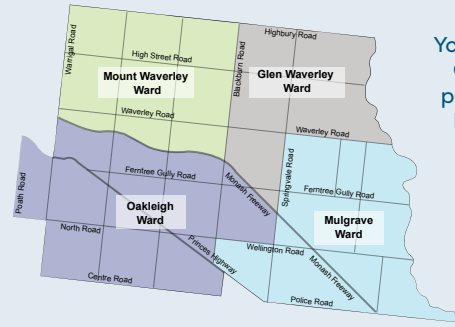 Highbury Road
Warrigal Road
High Street Road
Blackburn Road
Mount Waverley
Ward
Glen Waverley
Ward
Yo
Waverley Road
Waverley Road
Ferntree Gully Road
Monash Freeway
Springvale Road
Ferntree Gully Road
Poath Road
Oakleigh
Ward
Mulgrave
Ward
North Road
Princes Highway
Wellington Road
Monash Freeway
Centre Road
Police Road